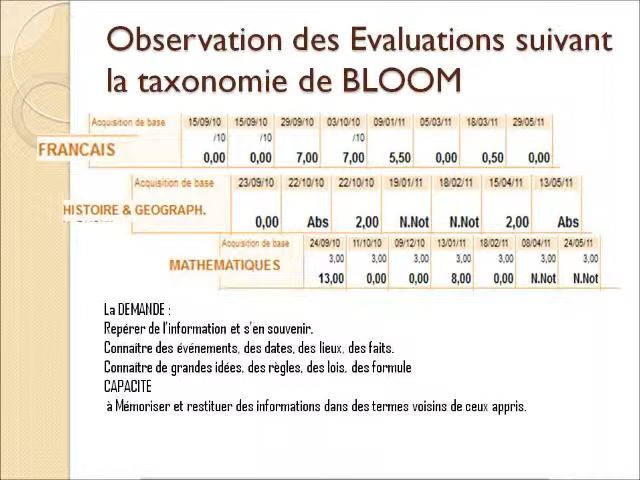 Observation des Evaluations suivant
la taxonomie de BLOOM
Acquisition de base 15/09/10 15/09/10 29/09/10 03/10/10 09/01/11 05/03/11 18/03/11 29/05/11
/10 /10 /10
FRANCAIS 0,00 0,00 7,00 7,00 5,50 0,00 0,50 0,00
Acquisition de base 23/09/10 22/10/10 22/10/10 19/01/11 18/02/11 15/04/11 13/05/11
HISTOIRE & GEOGRAPH. 0,00 Abs 2,00 N.Not N.Not 2,00 Abs
Acquisition de base 24/09/10 11/10/10 09/12/10 13/01/11 18/02/11 08/04/11 24/05/11
3,00 3,00 3,00 3,00 3,00 3,00
MATHEMATIQUES 13,00 0,00 0,00 8,00 0,00 N.Not N.Not
La DEMANDE :
Repérer de l'information et s'en souvenir.
Connaître des événements, des dates, des lieux, des faits.
Connaître de grandes idées, des règles, des lois, des formule
CAPACITE
à Mémoriser et restituer des informations dans des termes voisins de ceux appris.